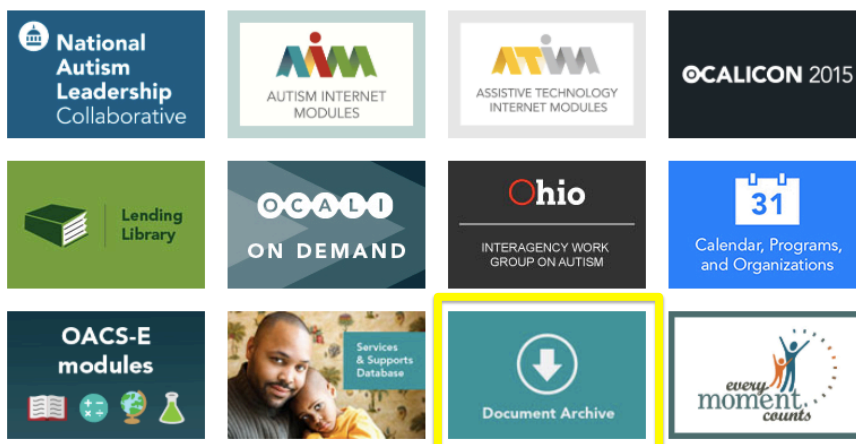 National
Autism
Leadership
Collaborative
AIM
AUTISM INTERNET
MODULES
ATIM
ASSISTIVE TECHNOLOGY
INTERNET MODULES
OCALICON 2015
Lending
Library
OCALI
ON DEMAND
Ohio
INTERAGENCY WORK
GROUP ON AUTISM
31
Calendar, Programs,
and Organizations
OACS-E
modules
Services
& Supports
Database
Document Archive
every
moment
counts